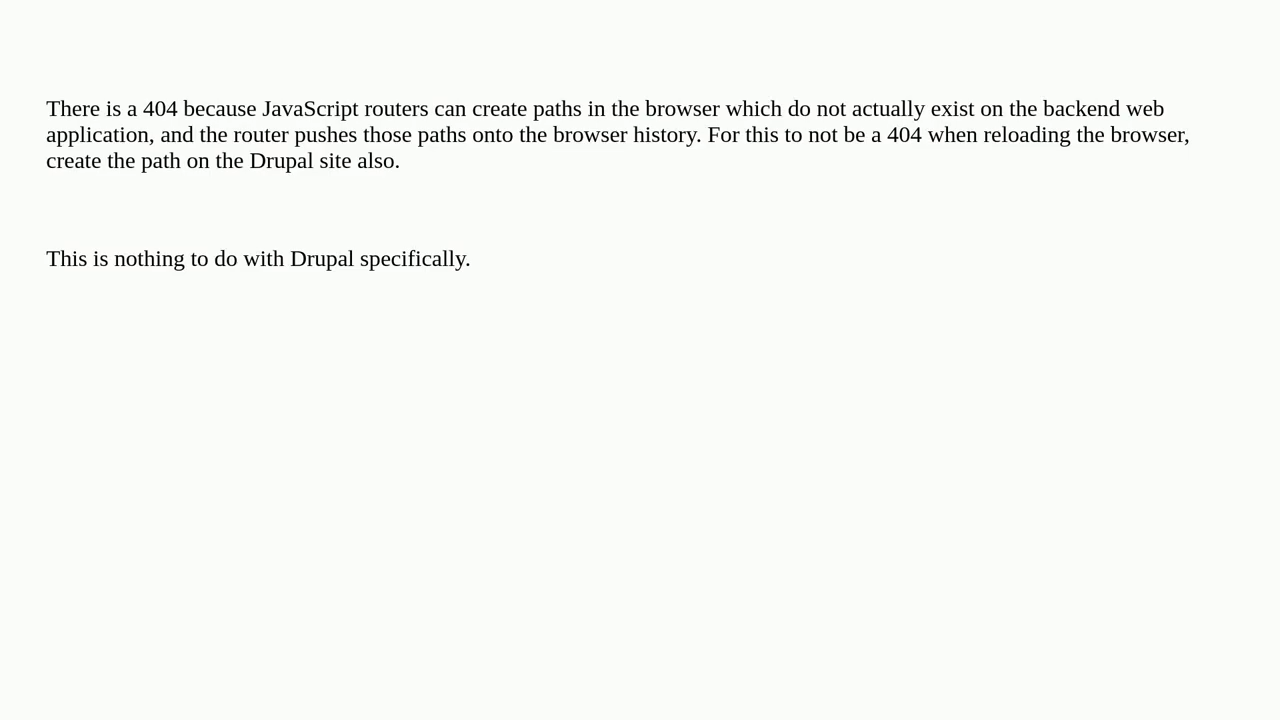 There is a 404 because JavaScript routers can create paths in the browser which do not actually exist on the backend web
application, and the router pushes those paths onto the browser history. For this to not be a 404 when reloading the browser,
create the path on the Drupal site also.
This is nothing to do with Drupal specifically.